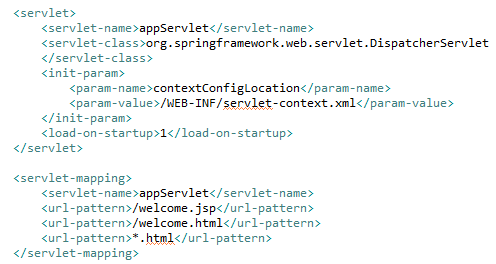 <servlet>
<servlet-name>appServlet</servlet-name>
<servlet-class>org.springframework.web.servlet.DispatcherServlet
</servlet-class>
<init-param>
<param-name>contextConfigLocation</param-name>
<param-value>/WEB-INF/servlet-context.xml</param-value>
</init-param>
<load-on-startup>1</load-on-startup>
</servlet>
<servlet-mapping>
<servlet-name>appServlet</servlet-name>
<url-pattern>/welcome.jsp</url-pattern>
<url-pattern>/welcome.html</url-pattern>
<url-pattern>*.html</url-pattern>
</servlet-mapping>